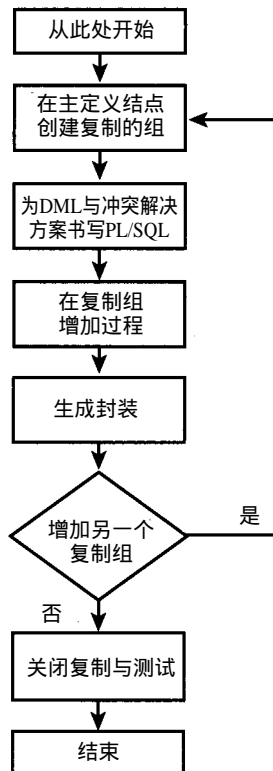 从此处开始
在主定义结点
创建复制的组
为DML与冲突解决
方案书写PL/SQL
在复制组
增加过程
生成封装
增加另一个
复制组
是
否
关闭复制与测试
结束